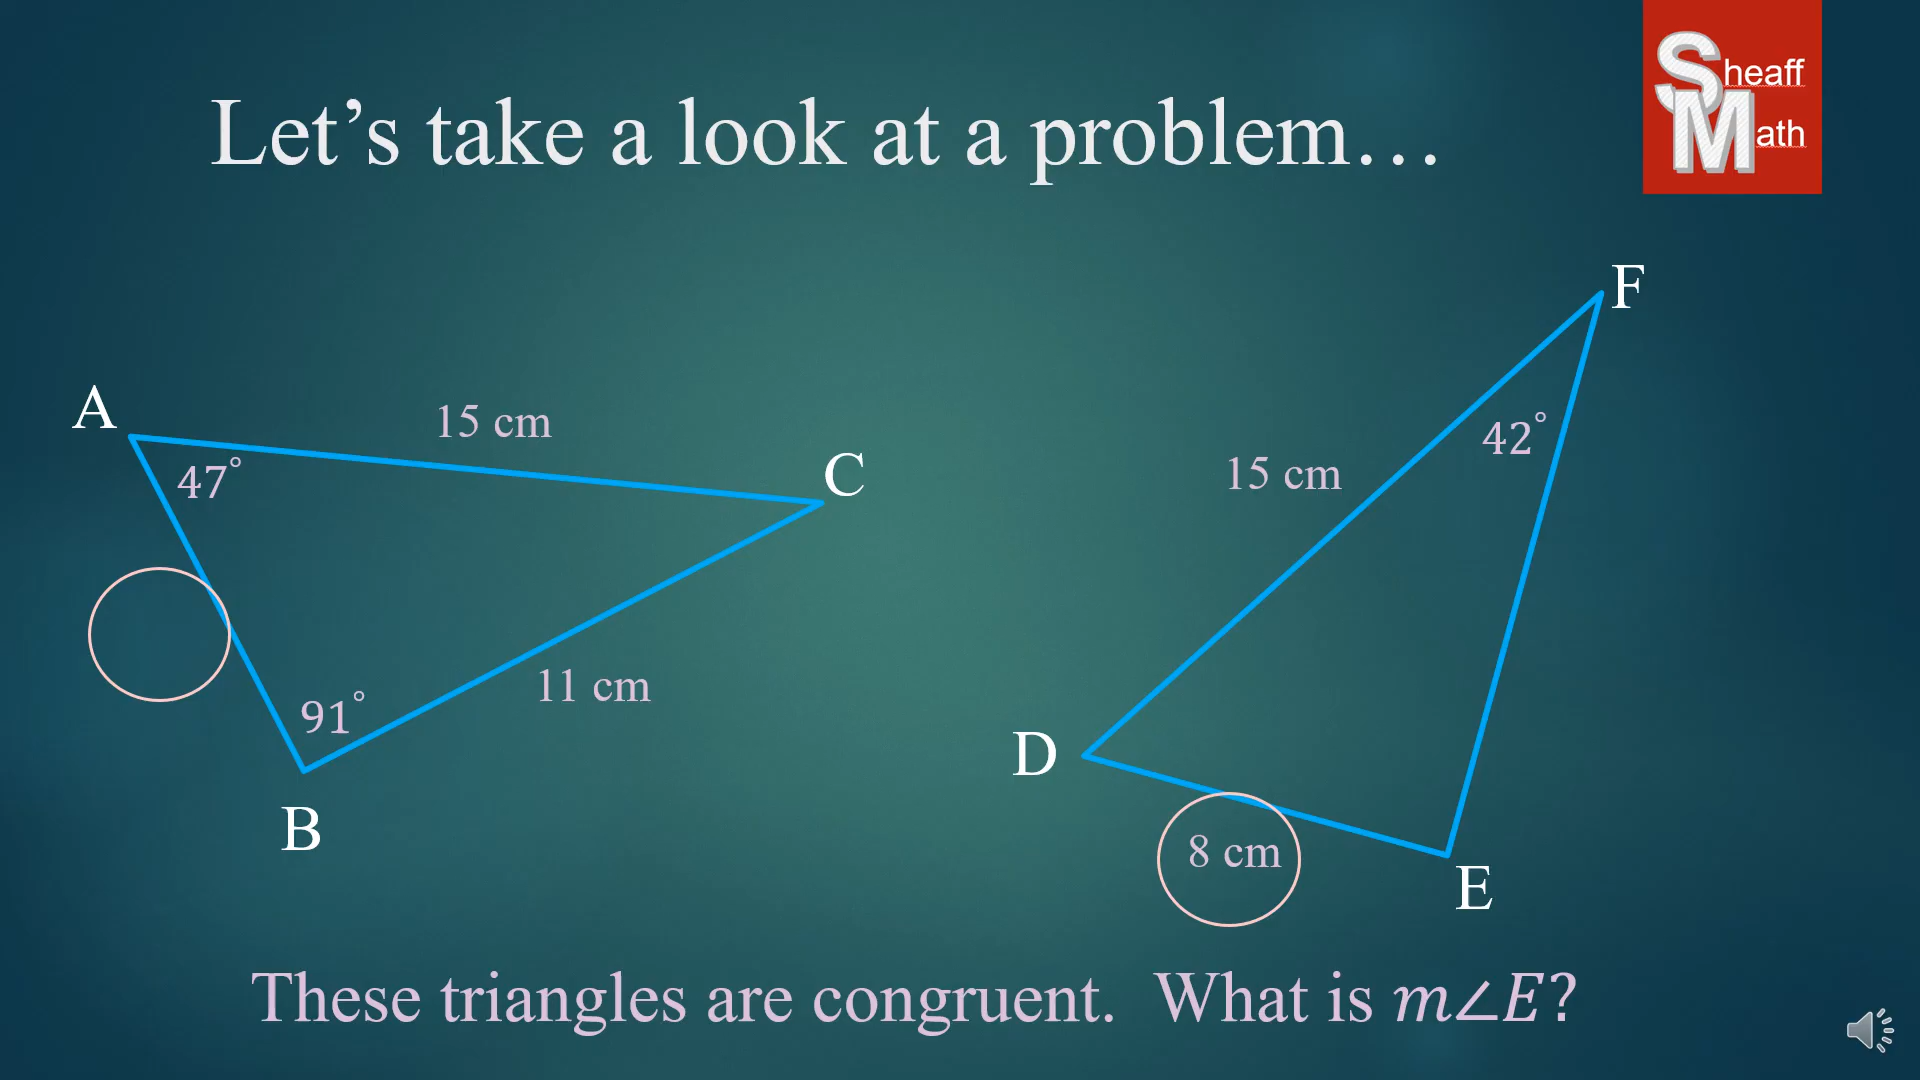 Let’s take a look at a problem…
Sheaff
Math
F
A
15 cm
42°
C
47°
15 cm
11 cm
91°
D
B
8 cm
E
These triangles are congruent. What is m∠E?